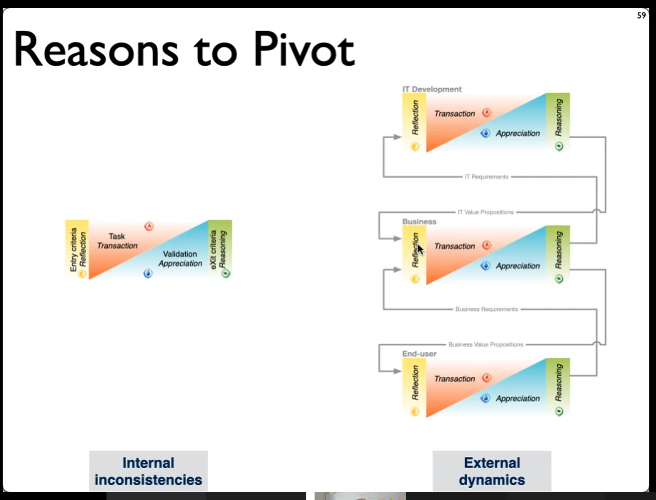 59
Reasons to Pivot
Entry criteria
Reflection
Task
Transaction
Validation
Appreciation
eXit criteria
Reasoning
Internal
inconsistencies
IT Development
Reflection
Transaction
Appreciation
Reasoning
IT Requirements
IT Value Propositions
Business
Reflection
Transaction
Appreciation
Reasoning
Business Requirements
Business Value Propositions
End-user
Reflection
Transaction
Appreciation
Reasoning
External
dynamics